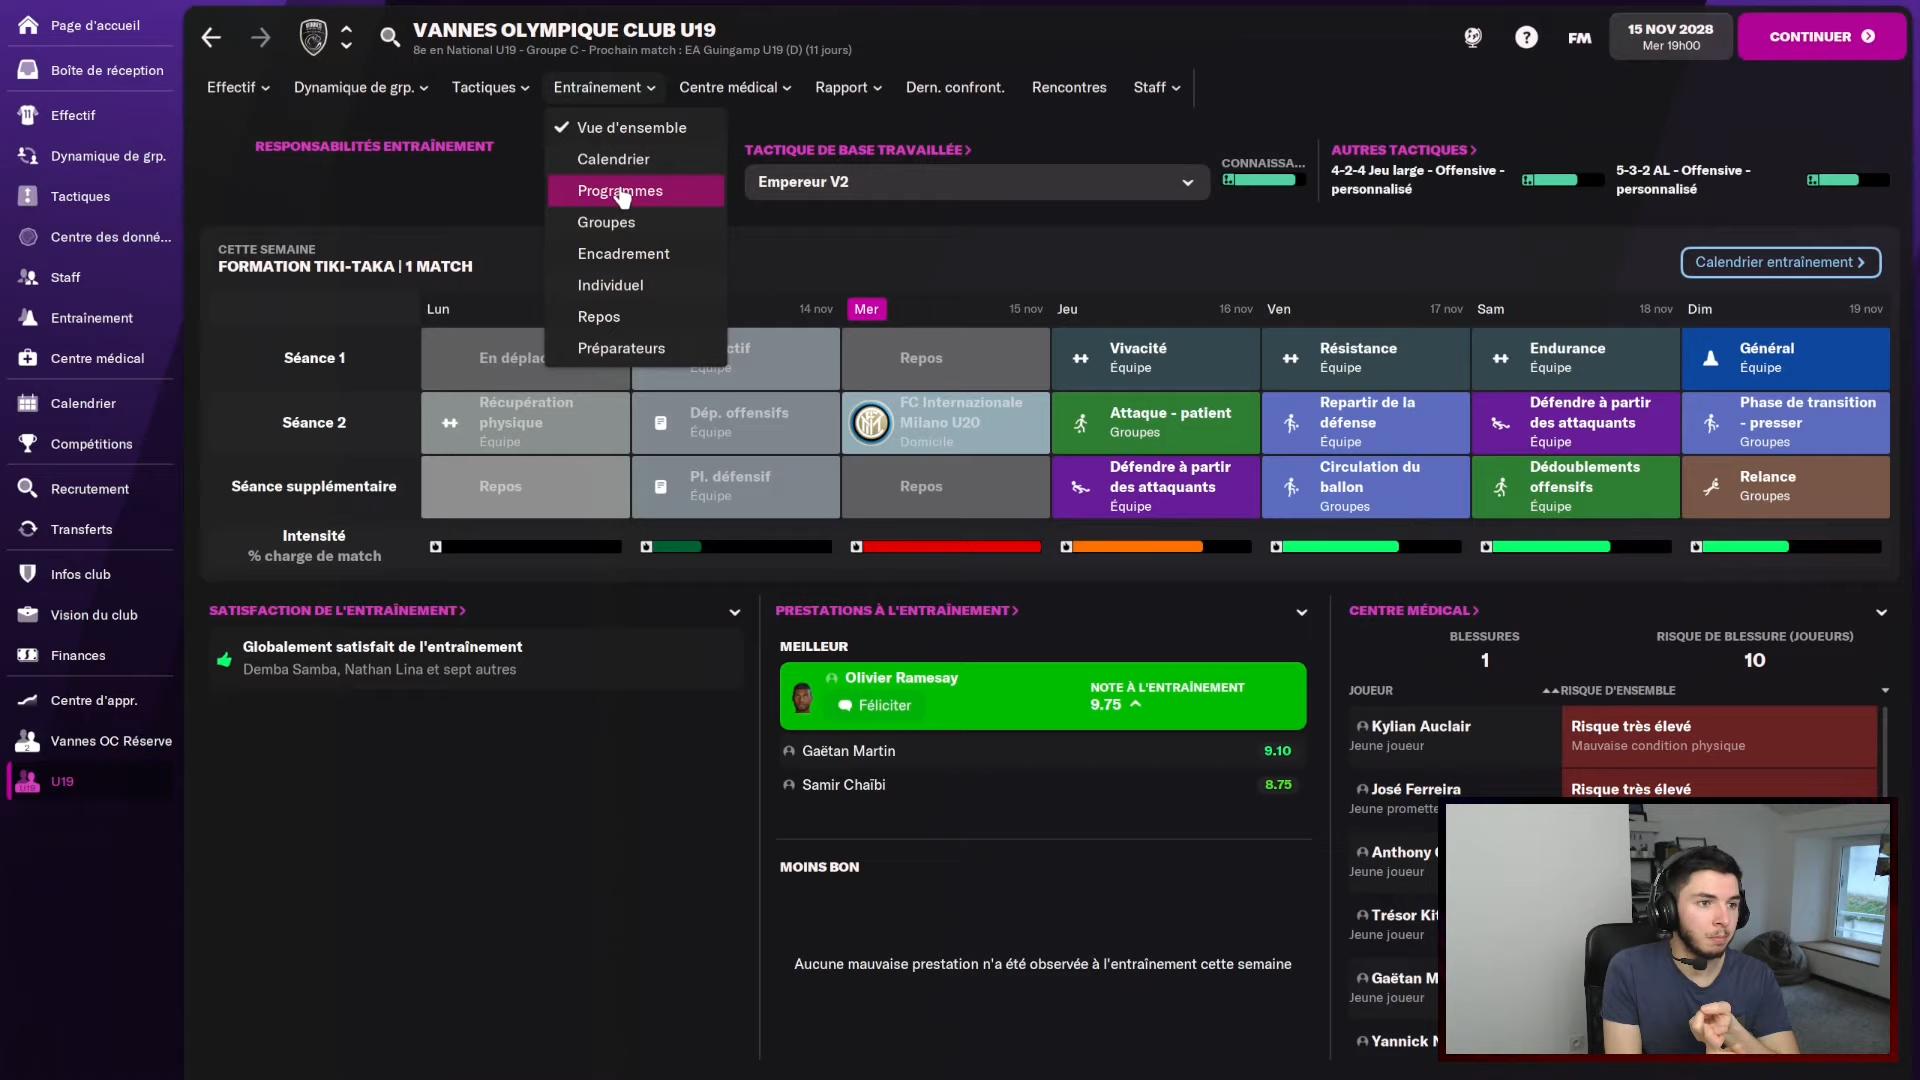 Page d'accueil
Boîte de réception
Effectif
Dynamique de grp.
Tactiques
Centre des donné...
Staff
Entraînement
Centre médical
Calendrier
Compétitions
Recrutement
Transferts
Infos club
Vision du club
Finances
Centre d'appr.
Vannes OC Réserve
U19
VANNES OLYMPIQUE CLUB U19
8e en National U19 - Groupe C - Prochain match : EA Guingamp U19 (D) (11 jours)
FM
15 NOV 2028
Mer 19h00
CONTINUER
Effectif
Dynamique de grp.
Tactiques
Entraînement
Centre médical
Rapport
Dern. confront.
Rencontres
Staff
Vue d'ensemble
Calendrier
Programmes
Groupes
Encadrement
Individuel
Repos
Préparateurs
RESPONSABILITÉS ENTRAÎNEMENT
TACTIQUE DE BASE TRAVAILLÉE >
Empereur V2
CONNAISSA...
AUTRES TACTIQUES >
4-2-4 Jeu large - Offensive -
personnalisé
5-3-2 AL - Offensive -
personnalisé
CETTE SEMAINE
FORMATION TIKI-TAKA | 1 MATCH
Calendrier entraînement >
Lun
14 nov
Mer
15 nov
Jeu
16 nov
Ven
17 nov
Sam
18 nov
Dim
19 nov
Séance 1
En dépla
ctif
Équipe
Repos
Vivacité
Équipe
Résistance
Équipe
Endurance
Équipe
Général
Équipe
Séance 2
Récupération
physique
Équipe
Dép. offensifs
Équipe
FC Internazionale
Milano U20
Domicile
Attaque - patient
Groupes
Repartir de la
défense
Équipe
Défendre à partir
des attaquants
Équipe
Phase de transition
- presser
Groupes
Séance supplémentaire
Repos
Pl. défensif
Équipe
Repos
Défendre à partir
des attaquants
Équipe
Circulation du
ballon
Groupes
Dédoublements
offensifs
Équipe
Relance
Groupes
Intensité
% charge de match
SATISFACTION DE L'ENTRAÎNEMENT >
Globalement satisfait de l'entraînement
Demba Samba, Nathan Lina et sept autres
PRESTATIONS À L'ENTRAÎNEMENT >
MEILLEUR
Olivier Ramesay
Féliciter
NOTE À L'ENTRAÎNEMENT
9.75
Gaëtan Martin
9.10
Samir Chaïbi
8.75
MOINS BON
Aucune mauvaise prestation n'a été observée à l'entraînement cette semaine
CENTRE MÉDICAL >
BLESSURES
1
RISQUE DE BLESSURE (JOUEURS)
10
JOUEUR
RISQUE D'ENSEMBLE
Kylian Auclair
Jeune joueur
Risque très élevé
Mauvaise condition physique
José Ferreira
Jeune promette
Risque très élevé
Anthony
Jeune joueur
Trésor Kit
Jeune joueur
Gaëtan M
Jeune joueur
Yannick